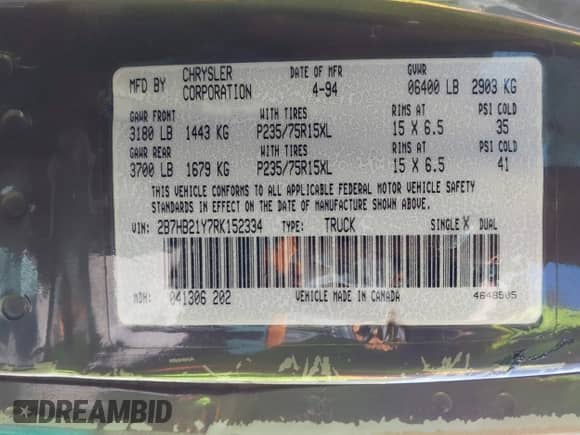 MFD BY CHRYSLER CORPORATION DATE OF MFR 4-94 GVWR 06400 LB 2903 KG
GAWR FRONT WITH TIRES RIMS AT PSI COLD
3180 LB 1443 KG P235/75R15XL 15 X 6.5 35
GAWR REAR WITH TIRES RIMS AT PSI COLD
3700 LB 1679 KG P235/75R15XL 15 X 6.5 41
THIS VEHICLE CONFORMS TO ALL APPLICABLE FEDERAL MOTOR VEHICLE SAFETY
STANDARDS IN EFFECT ON THE DATE OF MANUFACTURE SHOWN ABOVE.
VIN: 2B7HB21Y7RK152334 TYPE: TRUCK SINGLE X DUAL
MDH: 041306 202 VEHICLE MADE IN CANADA 4648505
DREAMBID